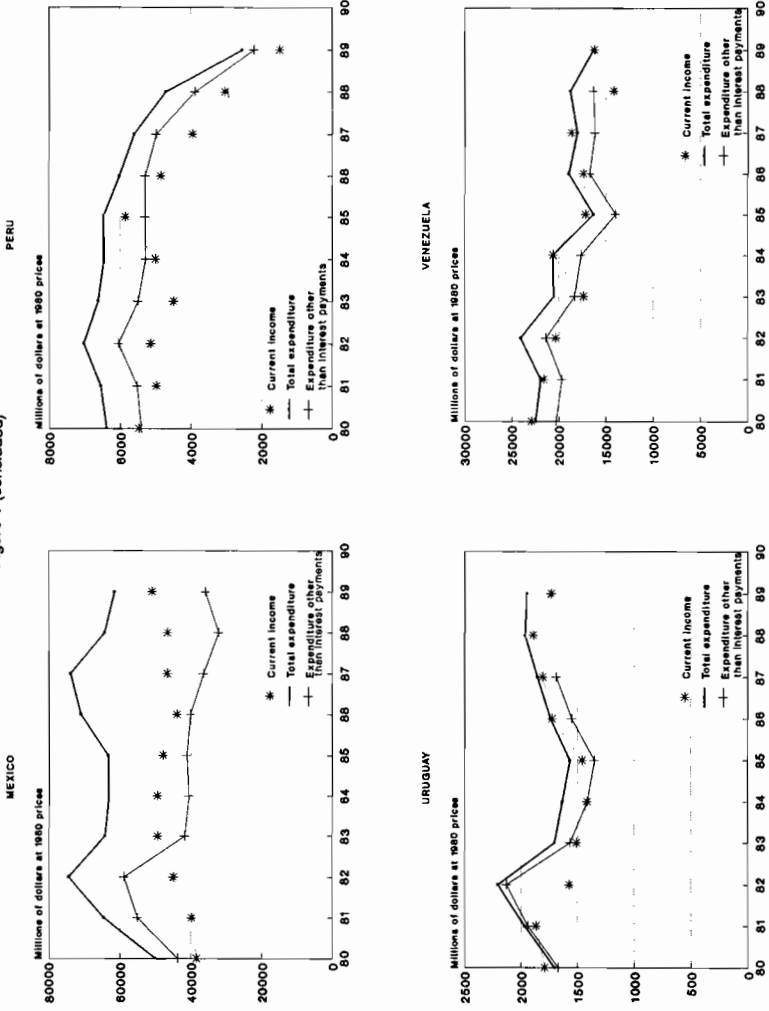 MEXICO
Millions of dollars at 1980 prices
80000
60000
40000
20000
0
80 81 82 83 84 85 86 87 88 89 90
Current income
Total expenditure
Expenditure other
than interest payments
PERU
Millions of dollars at 1980 prices
8000
6000
4000
2000
0
80 81 82 83 84 85 86 87 88 89 90
Current income
Total expenditure
Expenditure other
than interest payments
URUGUAY
Millions of dollars at 1980 prices
2500
2000
1500
1000
500
0
80 81 82 83 84 85 86 87 88 89 90
Current income
Total expenditure
Expenditure other
than interest payments
VENEZUELA
Millions of dollars at 1980 prices
30000
25000
20000
15000
10000
5000
0
80 81 82 83 84 85 86 87 88 89 90
Current income
Total expenditure
Expenditure other
than interest payments